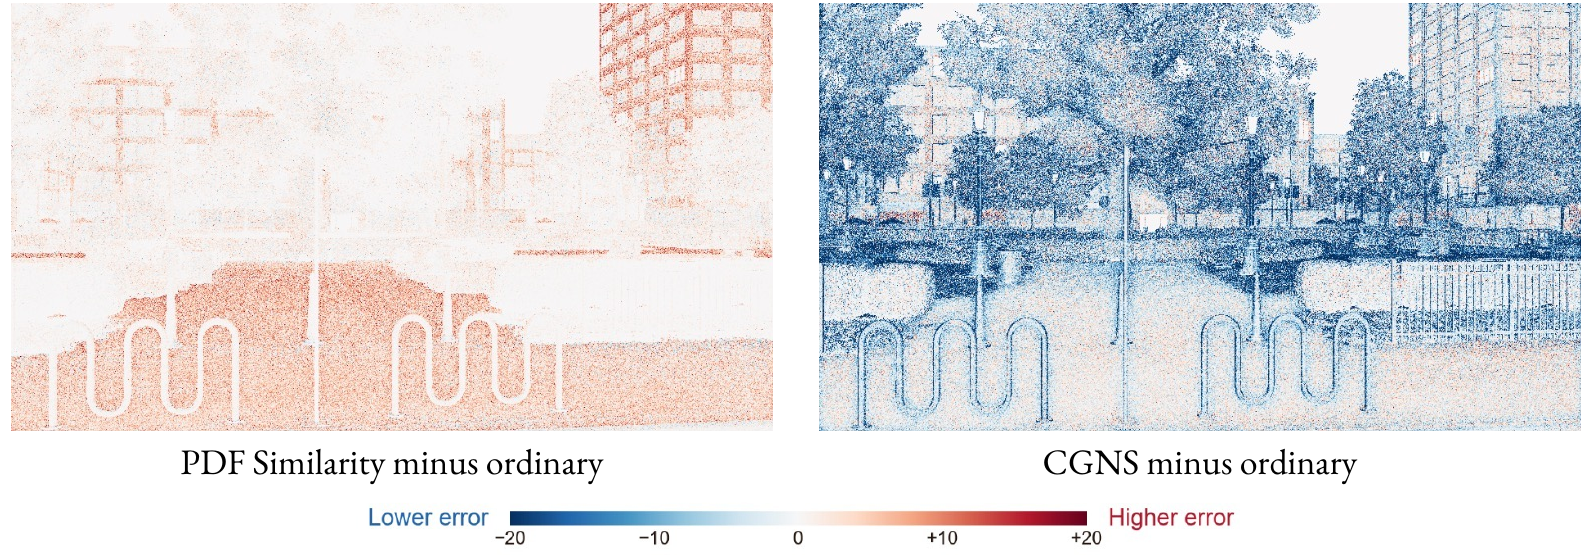 PDF Similarity minus ordinary
CGNS minus ordinary
Lower error
Higher error
−20
−10
0
+10
+20